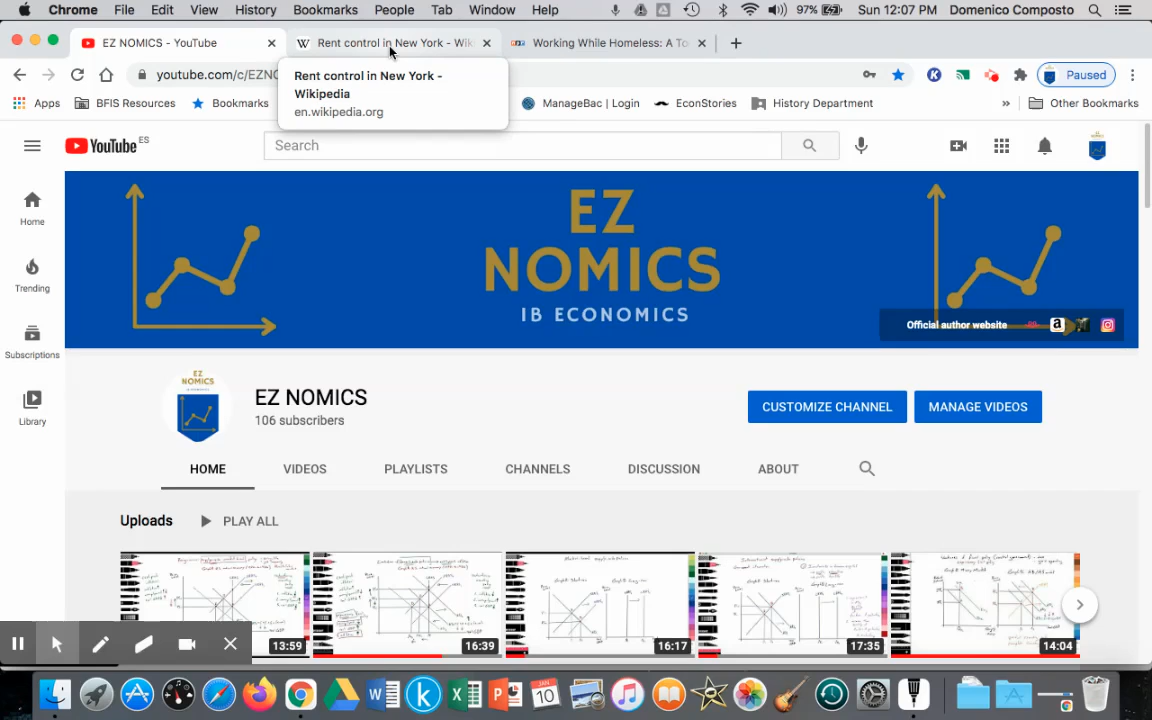 Chrome File Edit View History Bookmarks People Tab Window Help 97% Sun 12:07 PM Domenico Composto
EZ NOMICS - YouTube Rent control in New York - Wik Working While Homeless: A To
youtube.com/c/EZNO Paused
Rent control in New York -
Wikipedia
en.wikipedia.org
Apps BFIS Resources Bookmarks ManageBac | Login EconStories History Department » Other Bookmarks
YouTube ES Search
Home
Trending
Subscriptions
Library
EZ
NOMICS
IB ECONOMICS
Official author website
EZ
NOMICS
EZ NOMICS
106 subscribers
CUSTOMIZE CHANNEL MANAGE VIDEOS
HOME VIDEOS PLAYLISTS CHANNELS DISCUSSION ABOUT
Uploads PLAY ALL
13:59 16:39 16:17 17:35 14:04
JAN
10